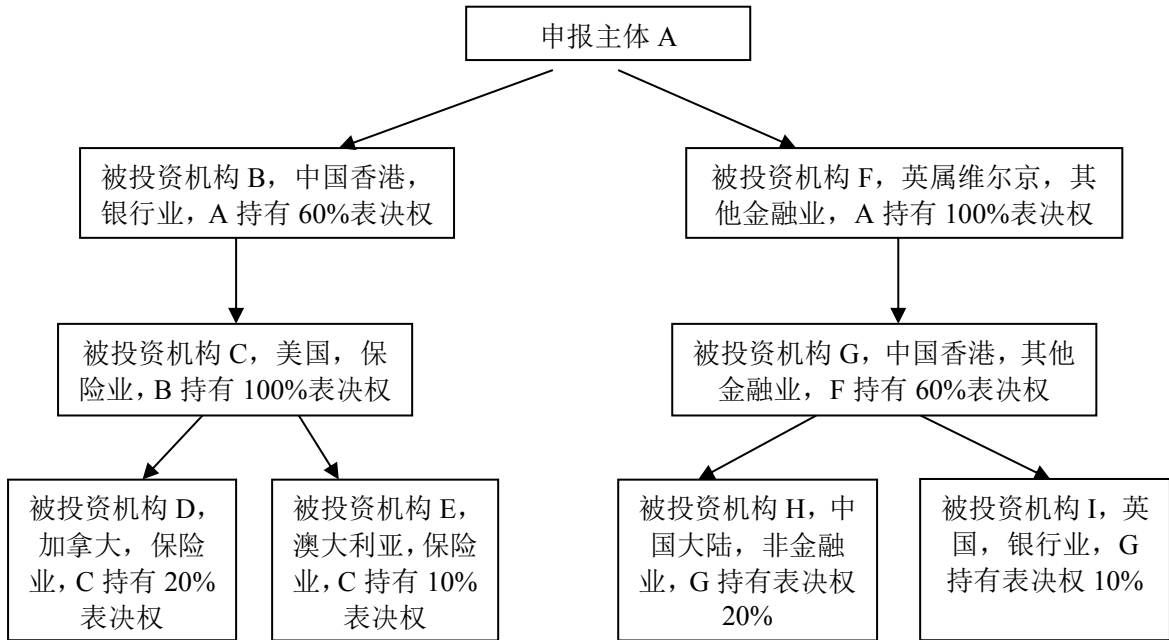 申报主体 A
被投资机构 B，中国香港，
银行业，A 持有 60%表决权
被投资机构 F，英属维尔京，其
他金融业，A 持有 100%表决权
被投资机构 C，美国，保
险业，B 持有 100%表决权
被投资机构 G，中国香港，其他
金融业，F 持有 60%表决权
被投资机构 D，
加拿大，保险
业，C 持有 20%
表决权
被投资机构 E，
澳大利亚，保险
业，C 持有 10%
表决权
被投资机构 H，中
国大陆，非金融
业，G 持有表决权
20%
被投资机构 I，英
国，银行业，G
持有表决权 10%